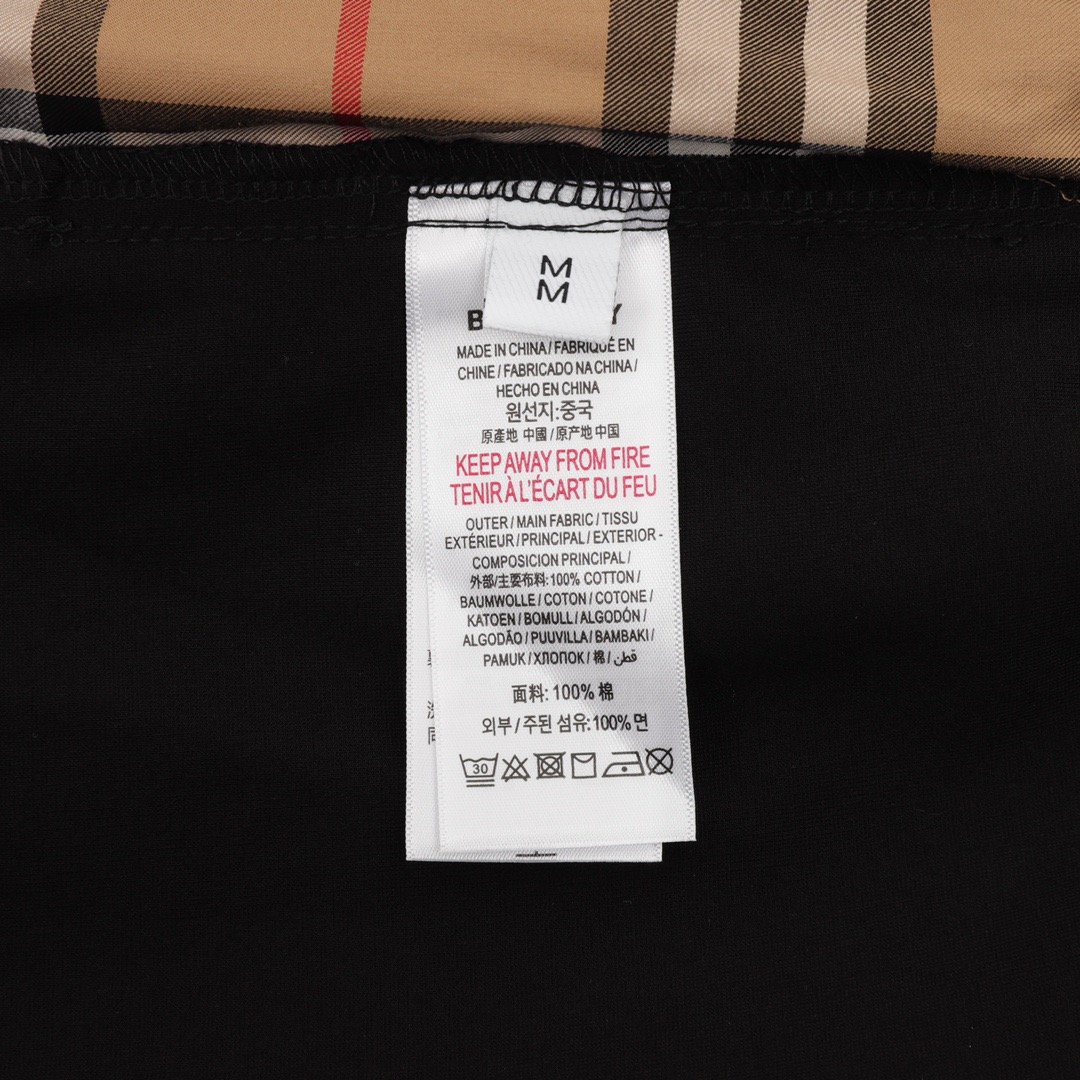 M
M
MADE IN CHINA / FABRIQUÉ EN
CHINE / FABRICADO NA CHINA /
HECHO EN CHINA
원선지:중국
原產地 中國 / 原产地 中国
KEEP AWAY FROM FIRE
TENIR À L'ÉCART DU FEU
OUTER / MAIN FABRIC / TISSU
EXTÉRIEUR / PRINCIPAL / EXTERIOR -
COMPOSICION PRINCIPAL /
外部/主要布料:100% COTTON /
BAUMWOLLE / COTON / COTONE /
KATOEN / BOMULL / ALGODÓN /
ALGODÃO / PUUVILLA / BAMBAKI /
PAMUK / ХЛОПОК / 棉 / قطن /
面料: 100% 棉
외부 / 주된 섬유: 100% 면
30